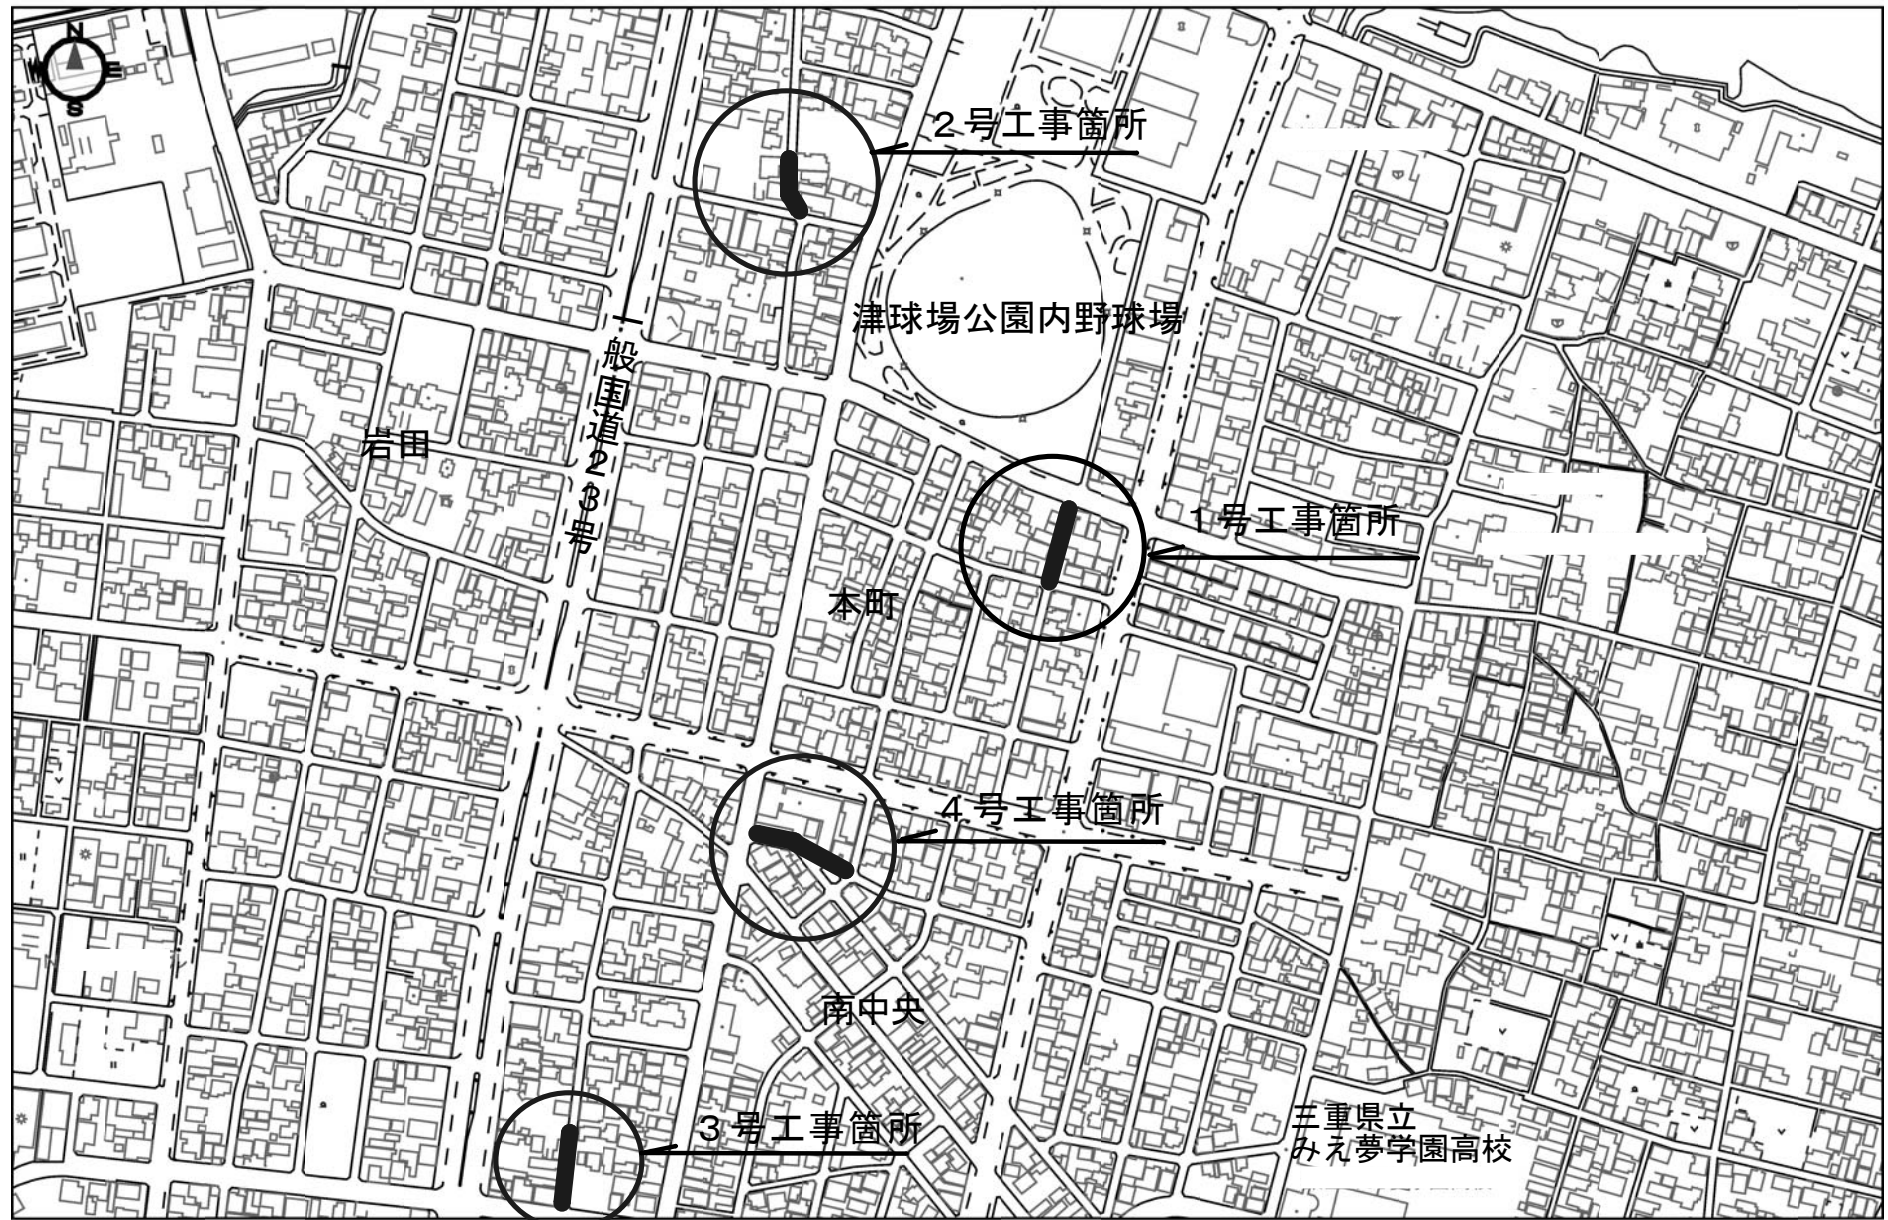 N
W E
S
２号工事箇所
津球場公園内野球場
一般国道２３号
岩田
１号工事箇所
本町
４号工事箇所
南中央
３号工事箇所
三重県立
みえ夢学園高校